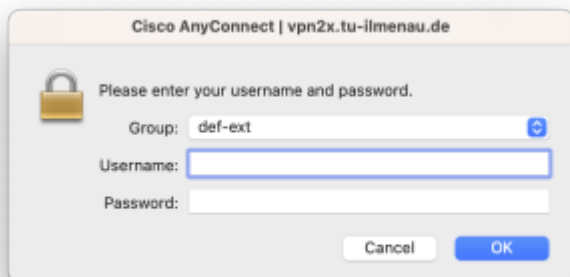 Cisco AnyConnect | vpn2x.tu-ilmenau.de
Please enter your username and password.
Group: def-ext
Username:
Password:
Cancel OK